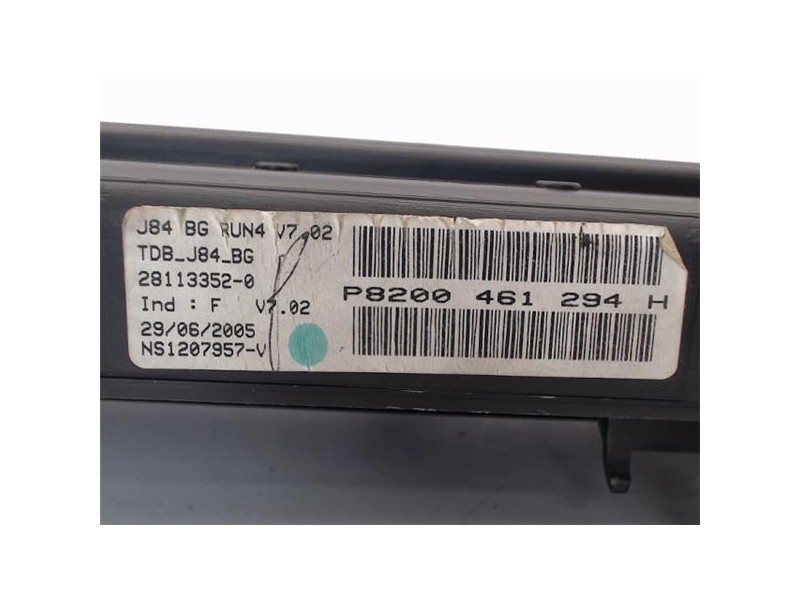 J84 BG RUN4 V7.02
TDB_J84_BG
28113352-0
Ind : F V7.02
29/06/2005
NS1207957-V
P8200 461 294 H